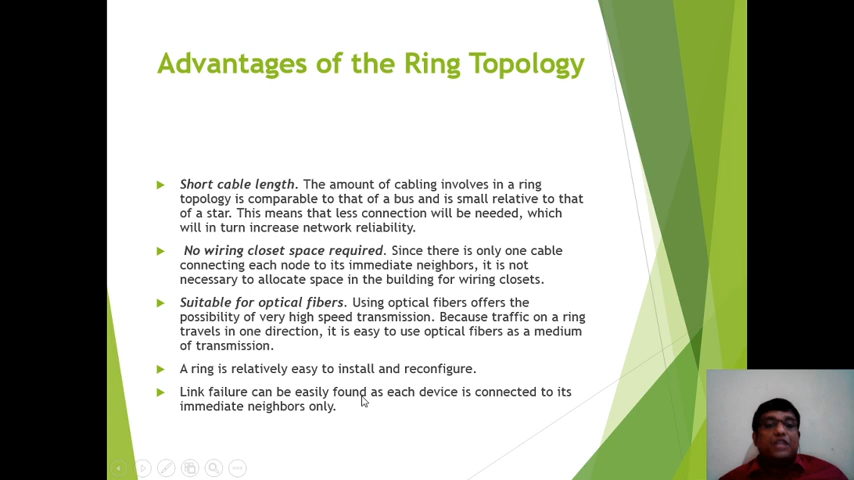 Advantages of the Ring Topology
Short cable length. The amount of cabling involves in a ring
topology is comparable to that of a bus and is small relative to that
of a star. This means that less connection will be needed, which
will in turn increase network reliability.
No wiring closet space required. Since there is only one cable
connecting each node to its immediate neighbors, it is not
necessary to allocate space in the building for wiring closets.
Suitable for optical fibers. Using optical fibers offers the
possibility of very high speed transmission. Because traffic on a ring
travels in one direction, it is easy to use optical fibers as a medium
of transmission.
A ring is relatively easy to install and reconfigure.
Link failure can be easily found as each device is connected to its
immediate neighbors only.